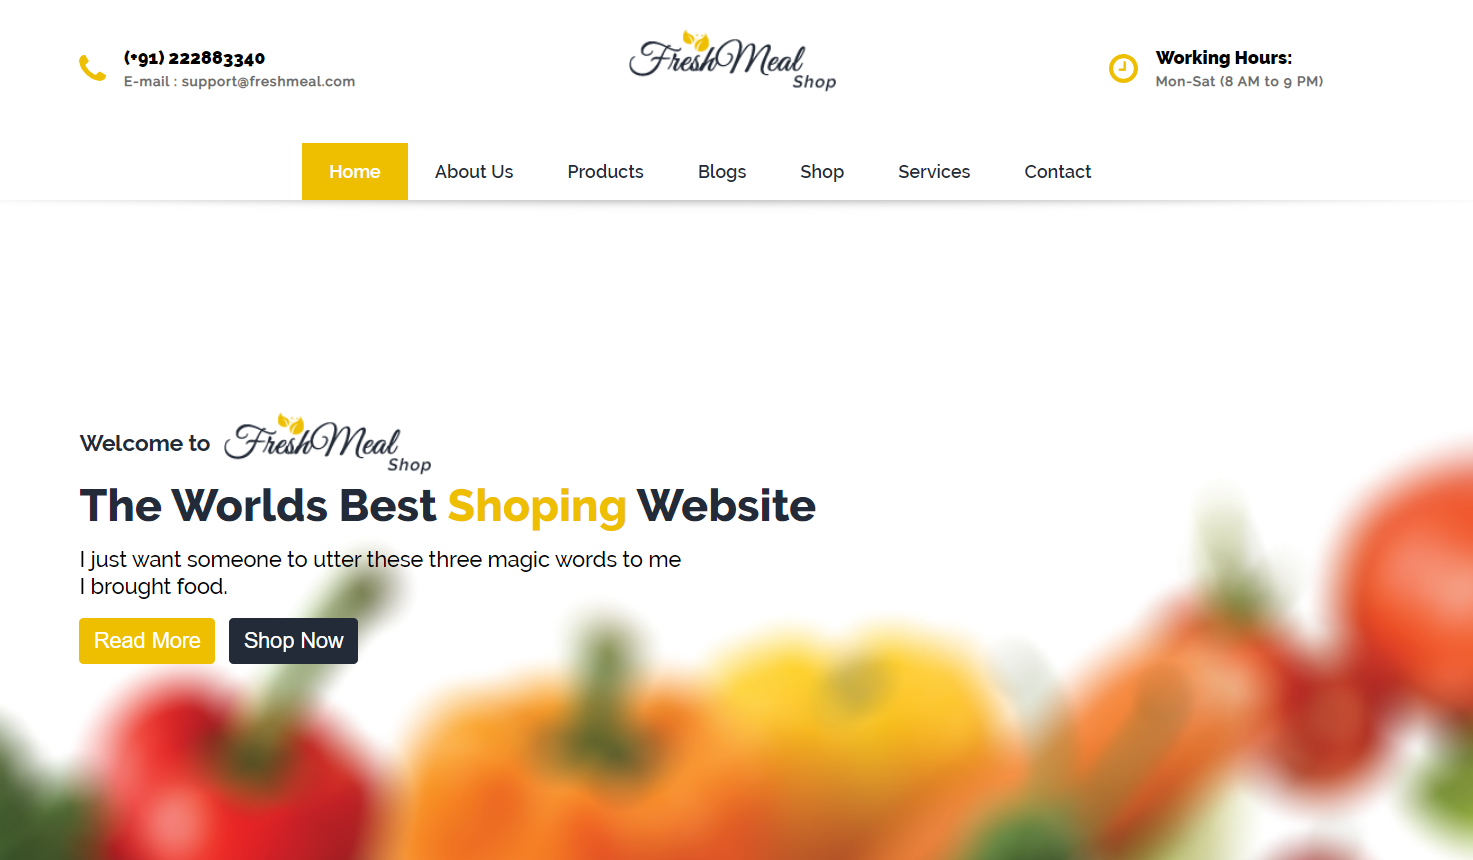 (+91) 222883340
E-mail : support@freshmeal.com
FreshMeal
Shop
Working Hours:
Mon-Sat (8 AM to 9 PM)
Home About Us Products Blogs Shop Services Contact
Welcome to FreshMeal
Shop
The Worlds Best Shoping Website
I just want someone to utter these three magic words to me
I brought food.
Read More Shop Now